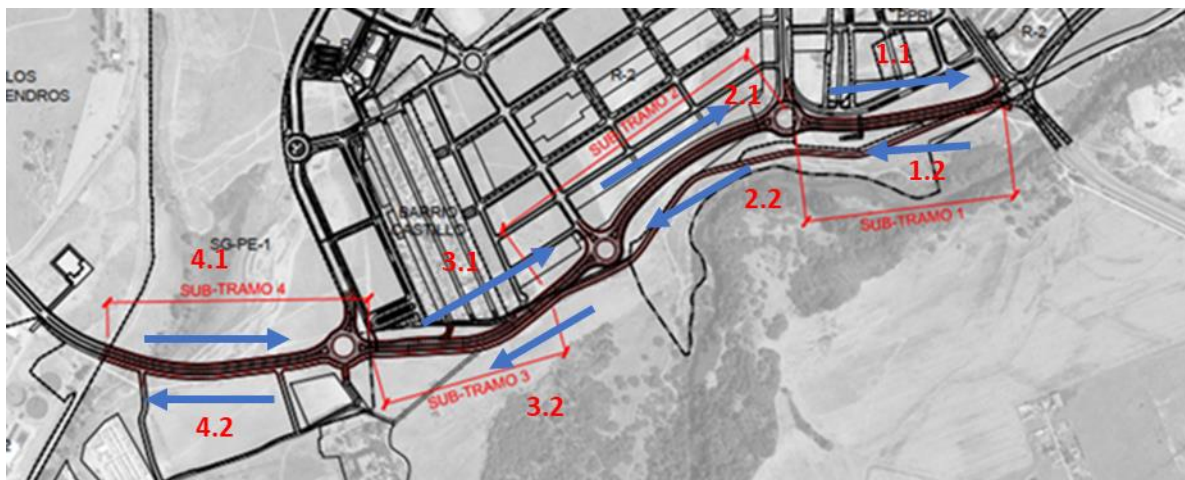 PPRI
R-2
1.1
LOS
ENDROS
R-2
2.1
SUB-TRAMO 2
1.2
2.2
SUB-TRAMO 1
BARRIO
CASTILLO
SG-PE-1
4.1
3.1
SUB-TRAMO 4
SUB-TRAMO 3
3.2
4.2